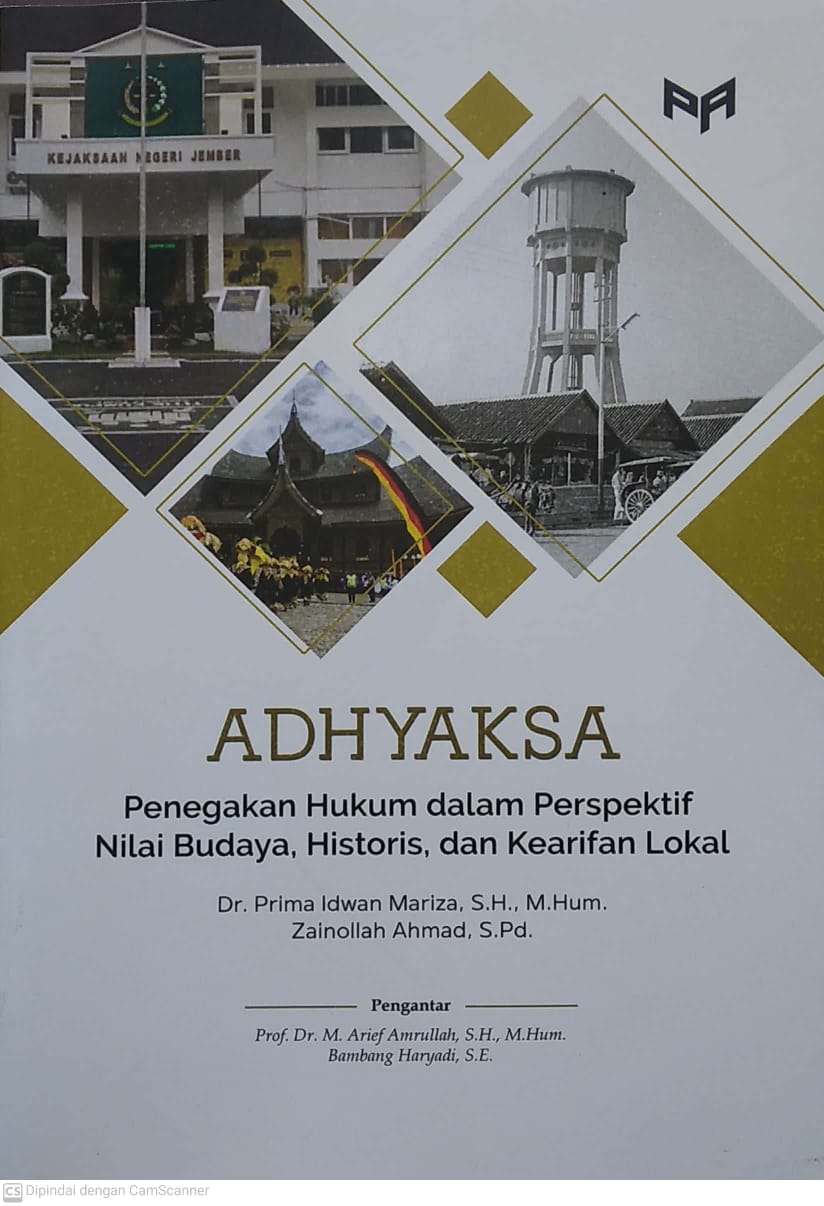 KEJAKSAAN NEGERI JEMBER
PA
ADHYAKSA
Penegakan Hukum dalam Perspektif
Nilai Budaya, Historis, dan Kearifan Lokal
Dr. Prima Idwan Mariza, S.H., M.Hum.
Zainollah Ahmad, S.Pd.
Pengantar
Prof. Dr. M. Arief Amrullah, S.H., M.Hum.
Bambang Haryadi, S.E.
CS Dipindai dengan CamScanner